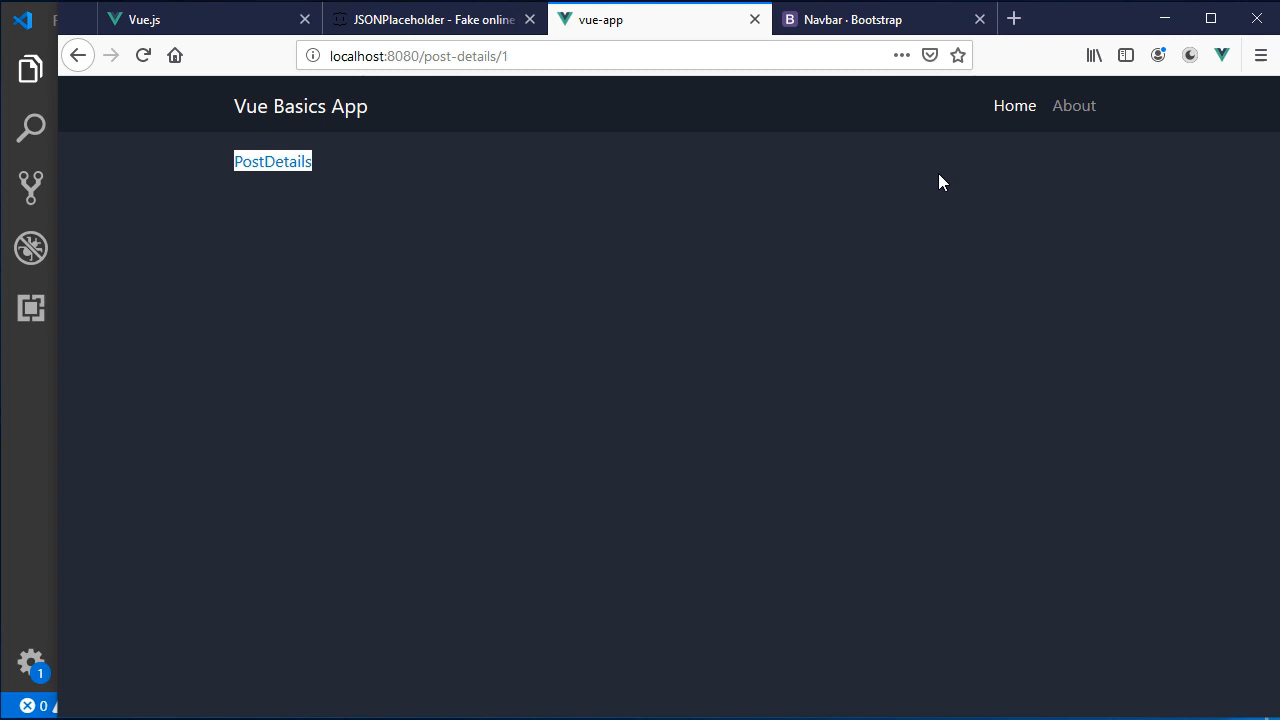 F
Vue.js
JSONPlaceholder - Fake online
vue-app
B
Navbar · Bootstrap
localhost:8080/post-details/1
Vue Basics App
Home
About
PostDetails
1
0